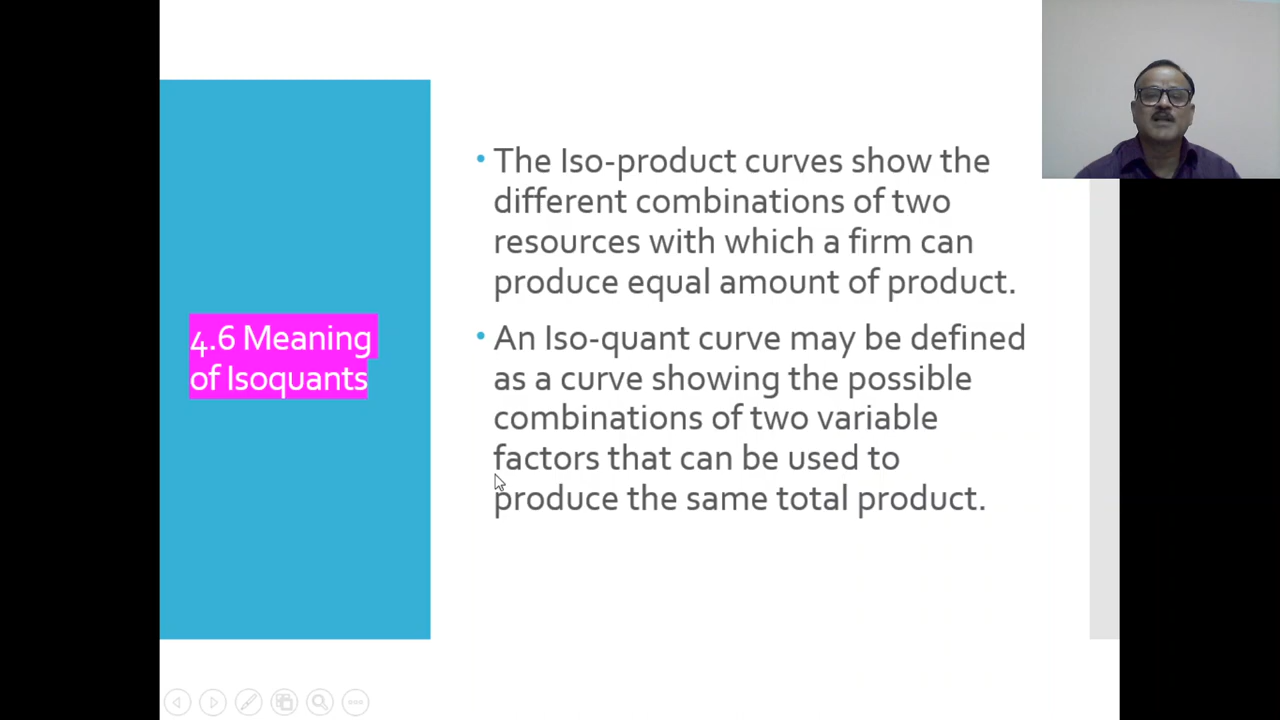 4.6 Meaning
of Isoquants
• The Iso-product curves show the
different combinations of two
resources with which a firm can
produce equal amount of product.
• An Iso-quant curve may be defined
as a curve showing the possible
combinations of two variable
factors that can be used to
produce the same total product.